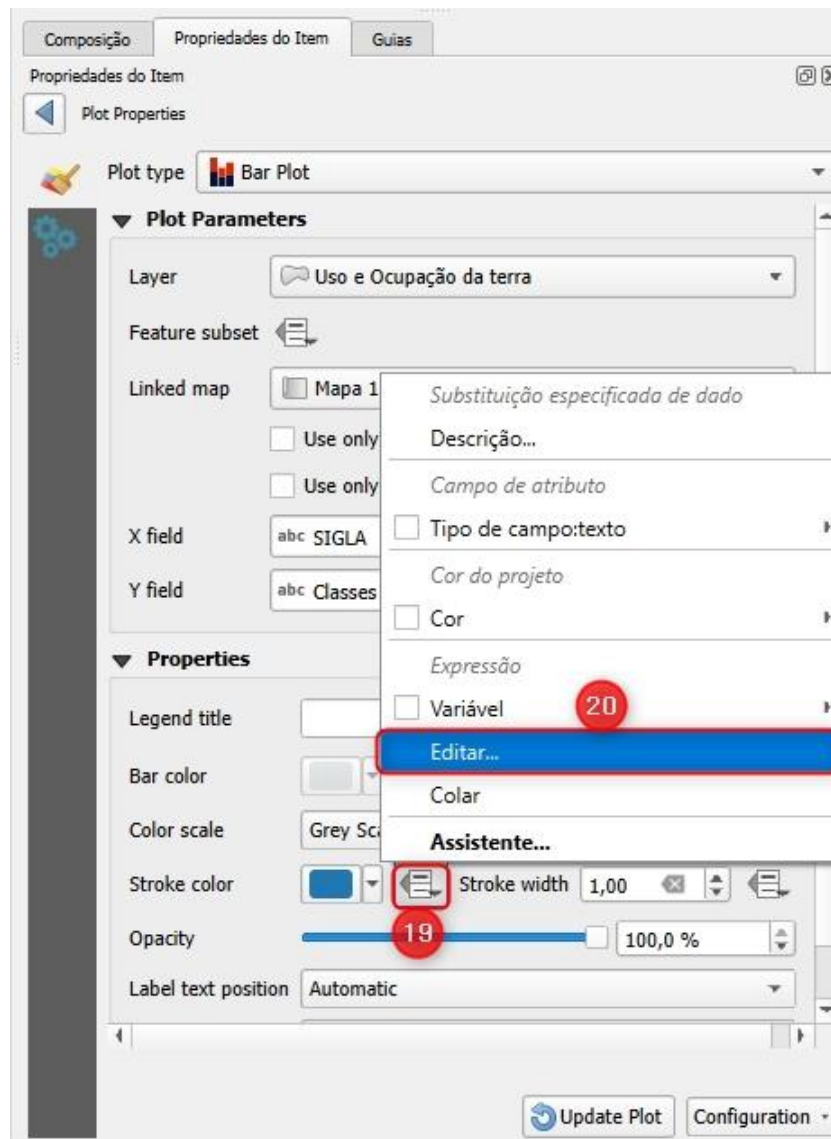 Composição Propriedades do Item Guias
Propriedades do Item
Plot Properties
Plot type Bar Plot
Plot Parameters
Layer Uso e Ocupação da terra
Feature subset
Linked map Mapa 1
Use only
Use only
X field abc SIGLA
Y field abc Classes
Substituição especificada de dado
Descrição...
Campo de atributo
Tipo de campo:texto
Cor do projeto
Cor
Expressão
Variável 20
Editar...
Colar
Assistente...
Properties
Legend title
Bar color
Color scale Grey Sca
Stroke color Stroke width 1,00
19
Opacity 100,0 %
Label text position Automatic
Update Plot Configuration